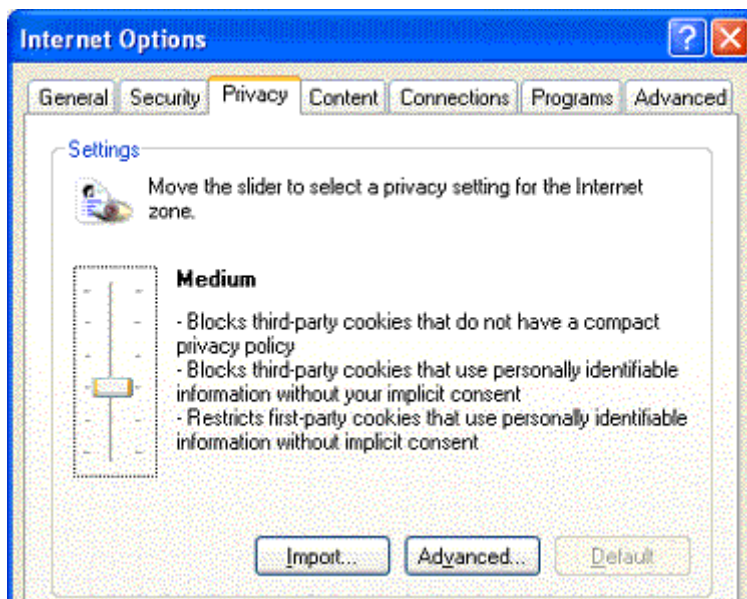 Internet Options
General Security Privacy Content Connections Programs Advanced
Settings
Move the slider to select a privacy setting for the Internet
zone.
Medium
- Blocks third-party cookies that do not have a compact
privacy policy
- Blocks third-party cookies that use personally identifiable
information without your implicit consent
- Restricts first-party cookies that use personally identifiable
information without implicit consent
Import... Advanced... Default